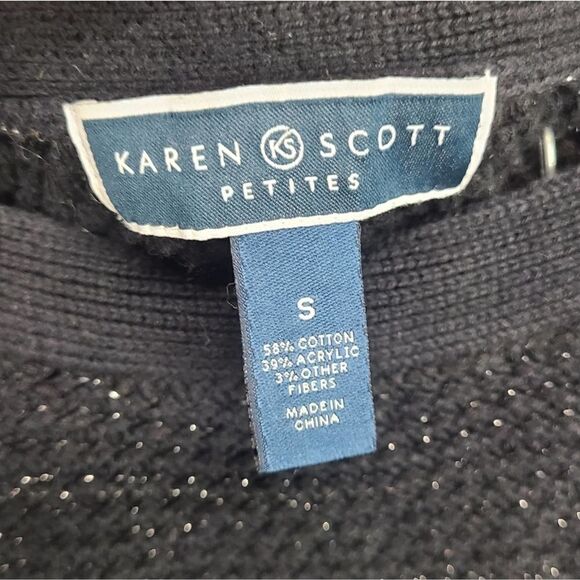 KAREN KS SCOTT
PETITES
S
58% COTTON
39% ACRYLIC
3% OTHER
FIBERS
MADE IN
CHINA